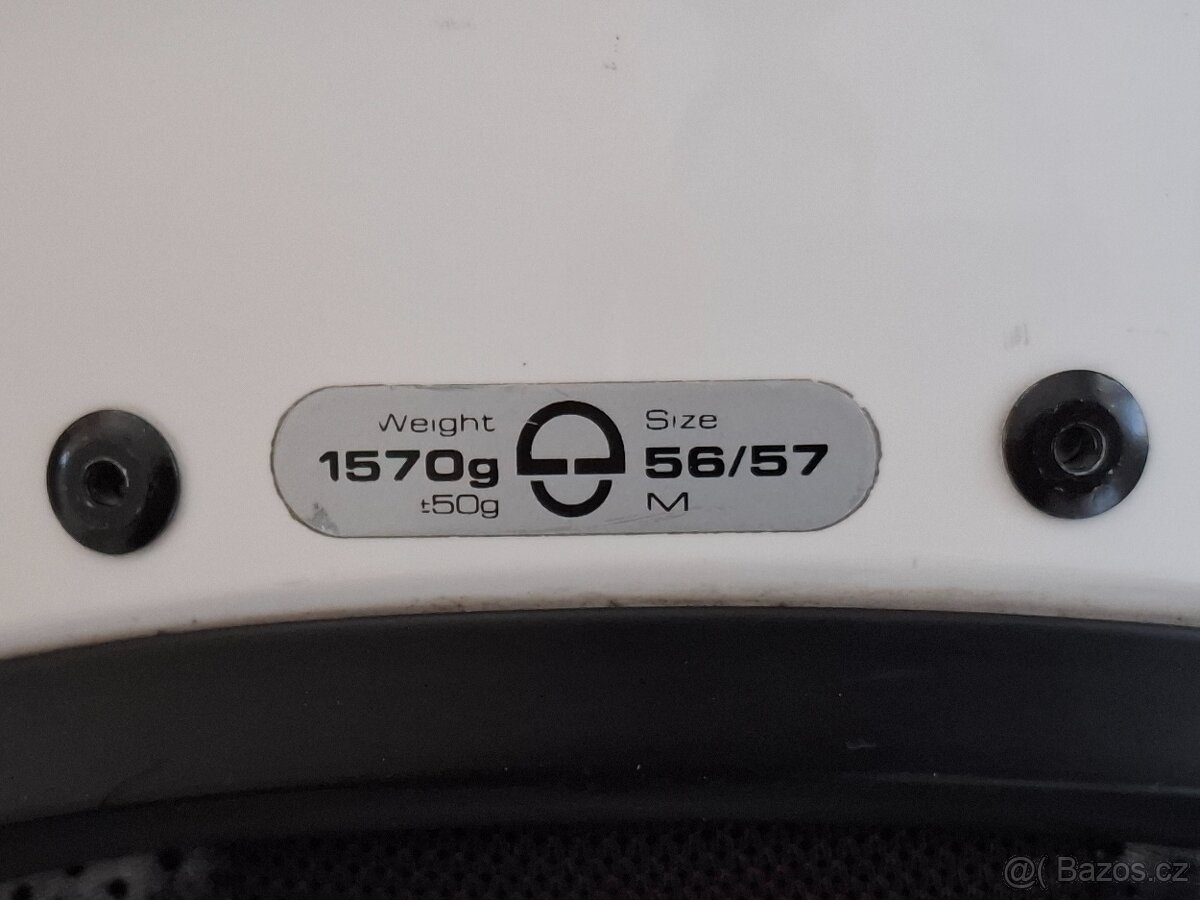 Weight
1570g
±50g
Size
56/57
M
@( Bazos.cz